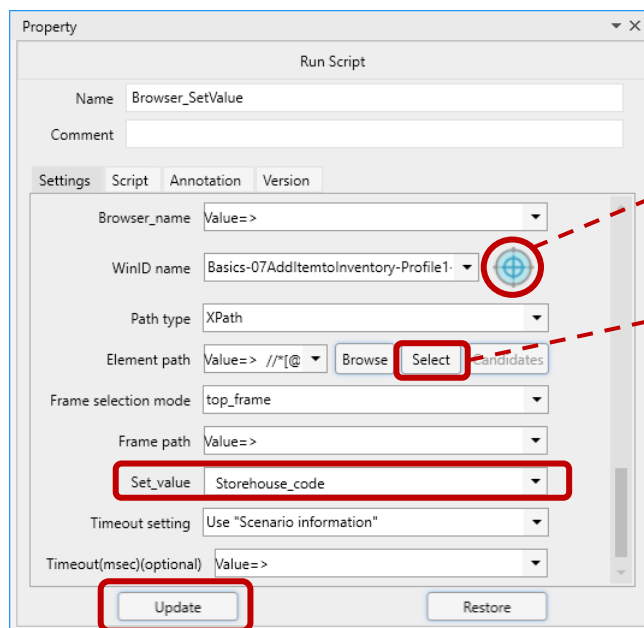 Property
Run Script
Name Browser_SetValue
Comment
Settings Script Annotation Version
Browser_name Value=>
WinID name Basics-07AddItemtoInventory-Profile1-
Path type XPath
Element path Value=> //*[@ Browse Select Candidates
Frame selection mode top_frame
Frame path Value=>
Set_value Storehouse_code
Timeout setting Use "Scenario information"
Timeout(msec)(optional) Value=>
Update Restore